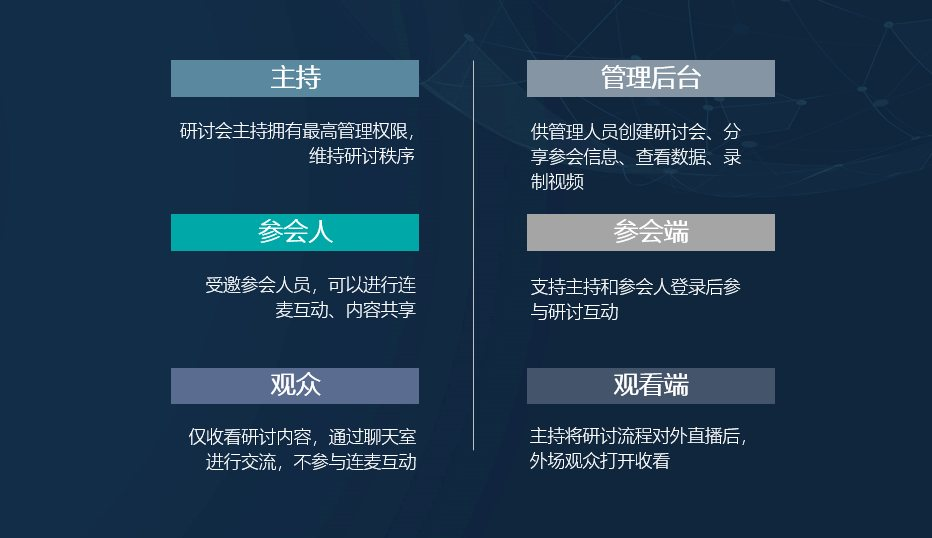 主持
研讨会主持拥有最高管理权限，
维持研讨秩序
参会人
受邀参会人员，可以进行连
麦互动、内容共享
观众
仅收看研讨内容，通过聊天室
进行交流，不参与连麦互动
管理后台
供管理人员创建研讨会、分
享参会信息、查看数据、录
制视频
参会端
支持主持和参会人登录后参
与研讨互动
观看端
主持将研讨流程对外直播后，
外场观众打开收看